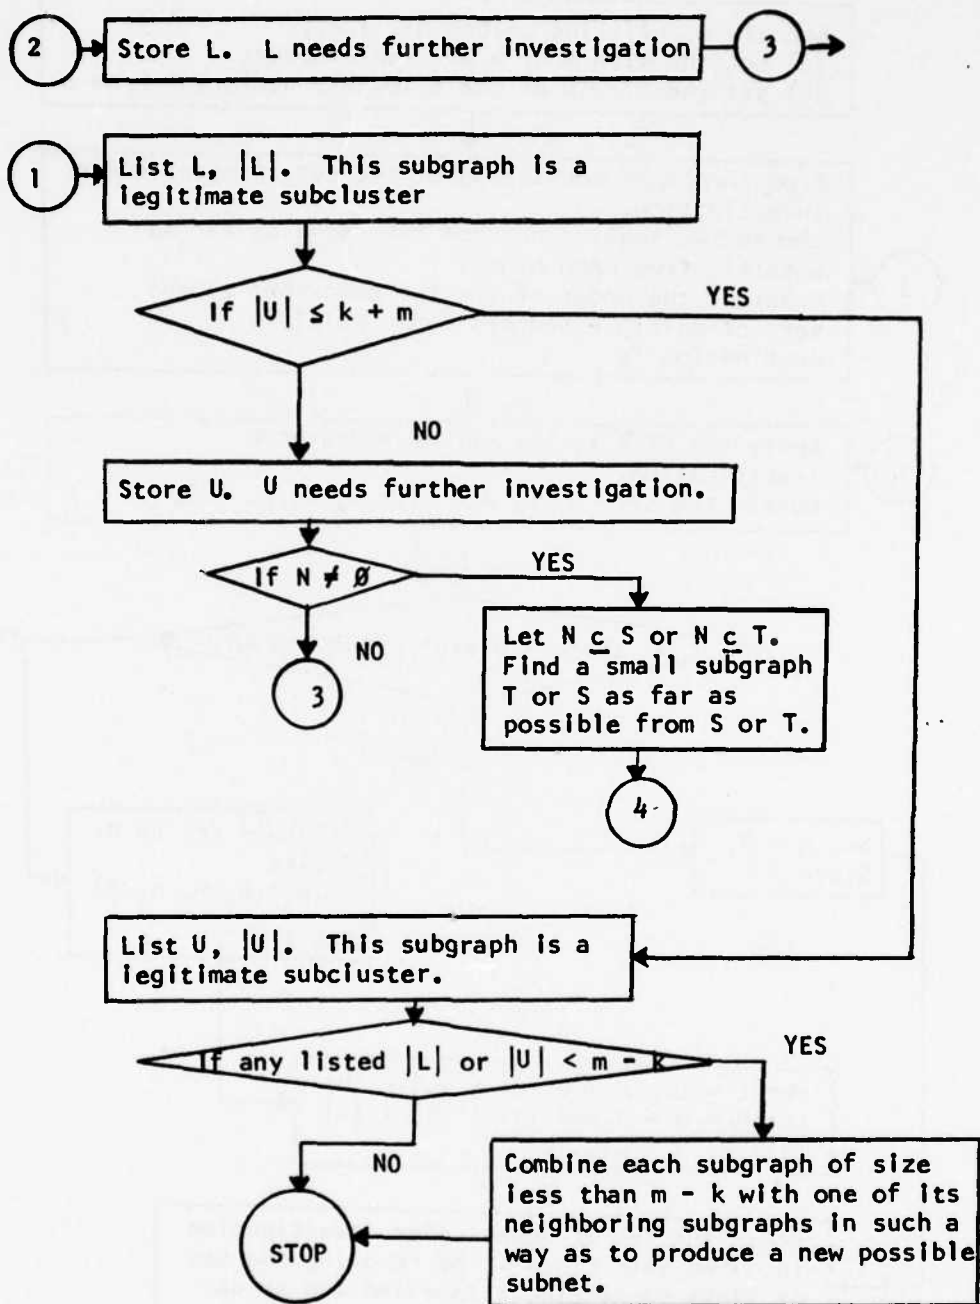 2
Store L. L needs further investigation
3
1
List L, |L|. This subgraph is a
legitimate subcluster
If |U| ≤ k + m
YES
NO
Store U. U needs further investigation.
If N ≠ Ø
YES
NO
3
Let N c S or N c T.
Find a small subgraph
T or S as far as
possible from S or T.
4
List U, |U|. This subgraph is a
legitimate subcluster.
If any listed |L| or |U| < m - k
YES
NO
STOP
Combine each subgraph of size
less than m - k with one of its
neighboring subgraphs in such a
way as to produce a new possible
subnet.